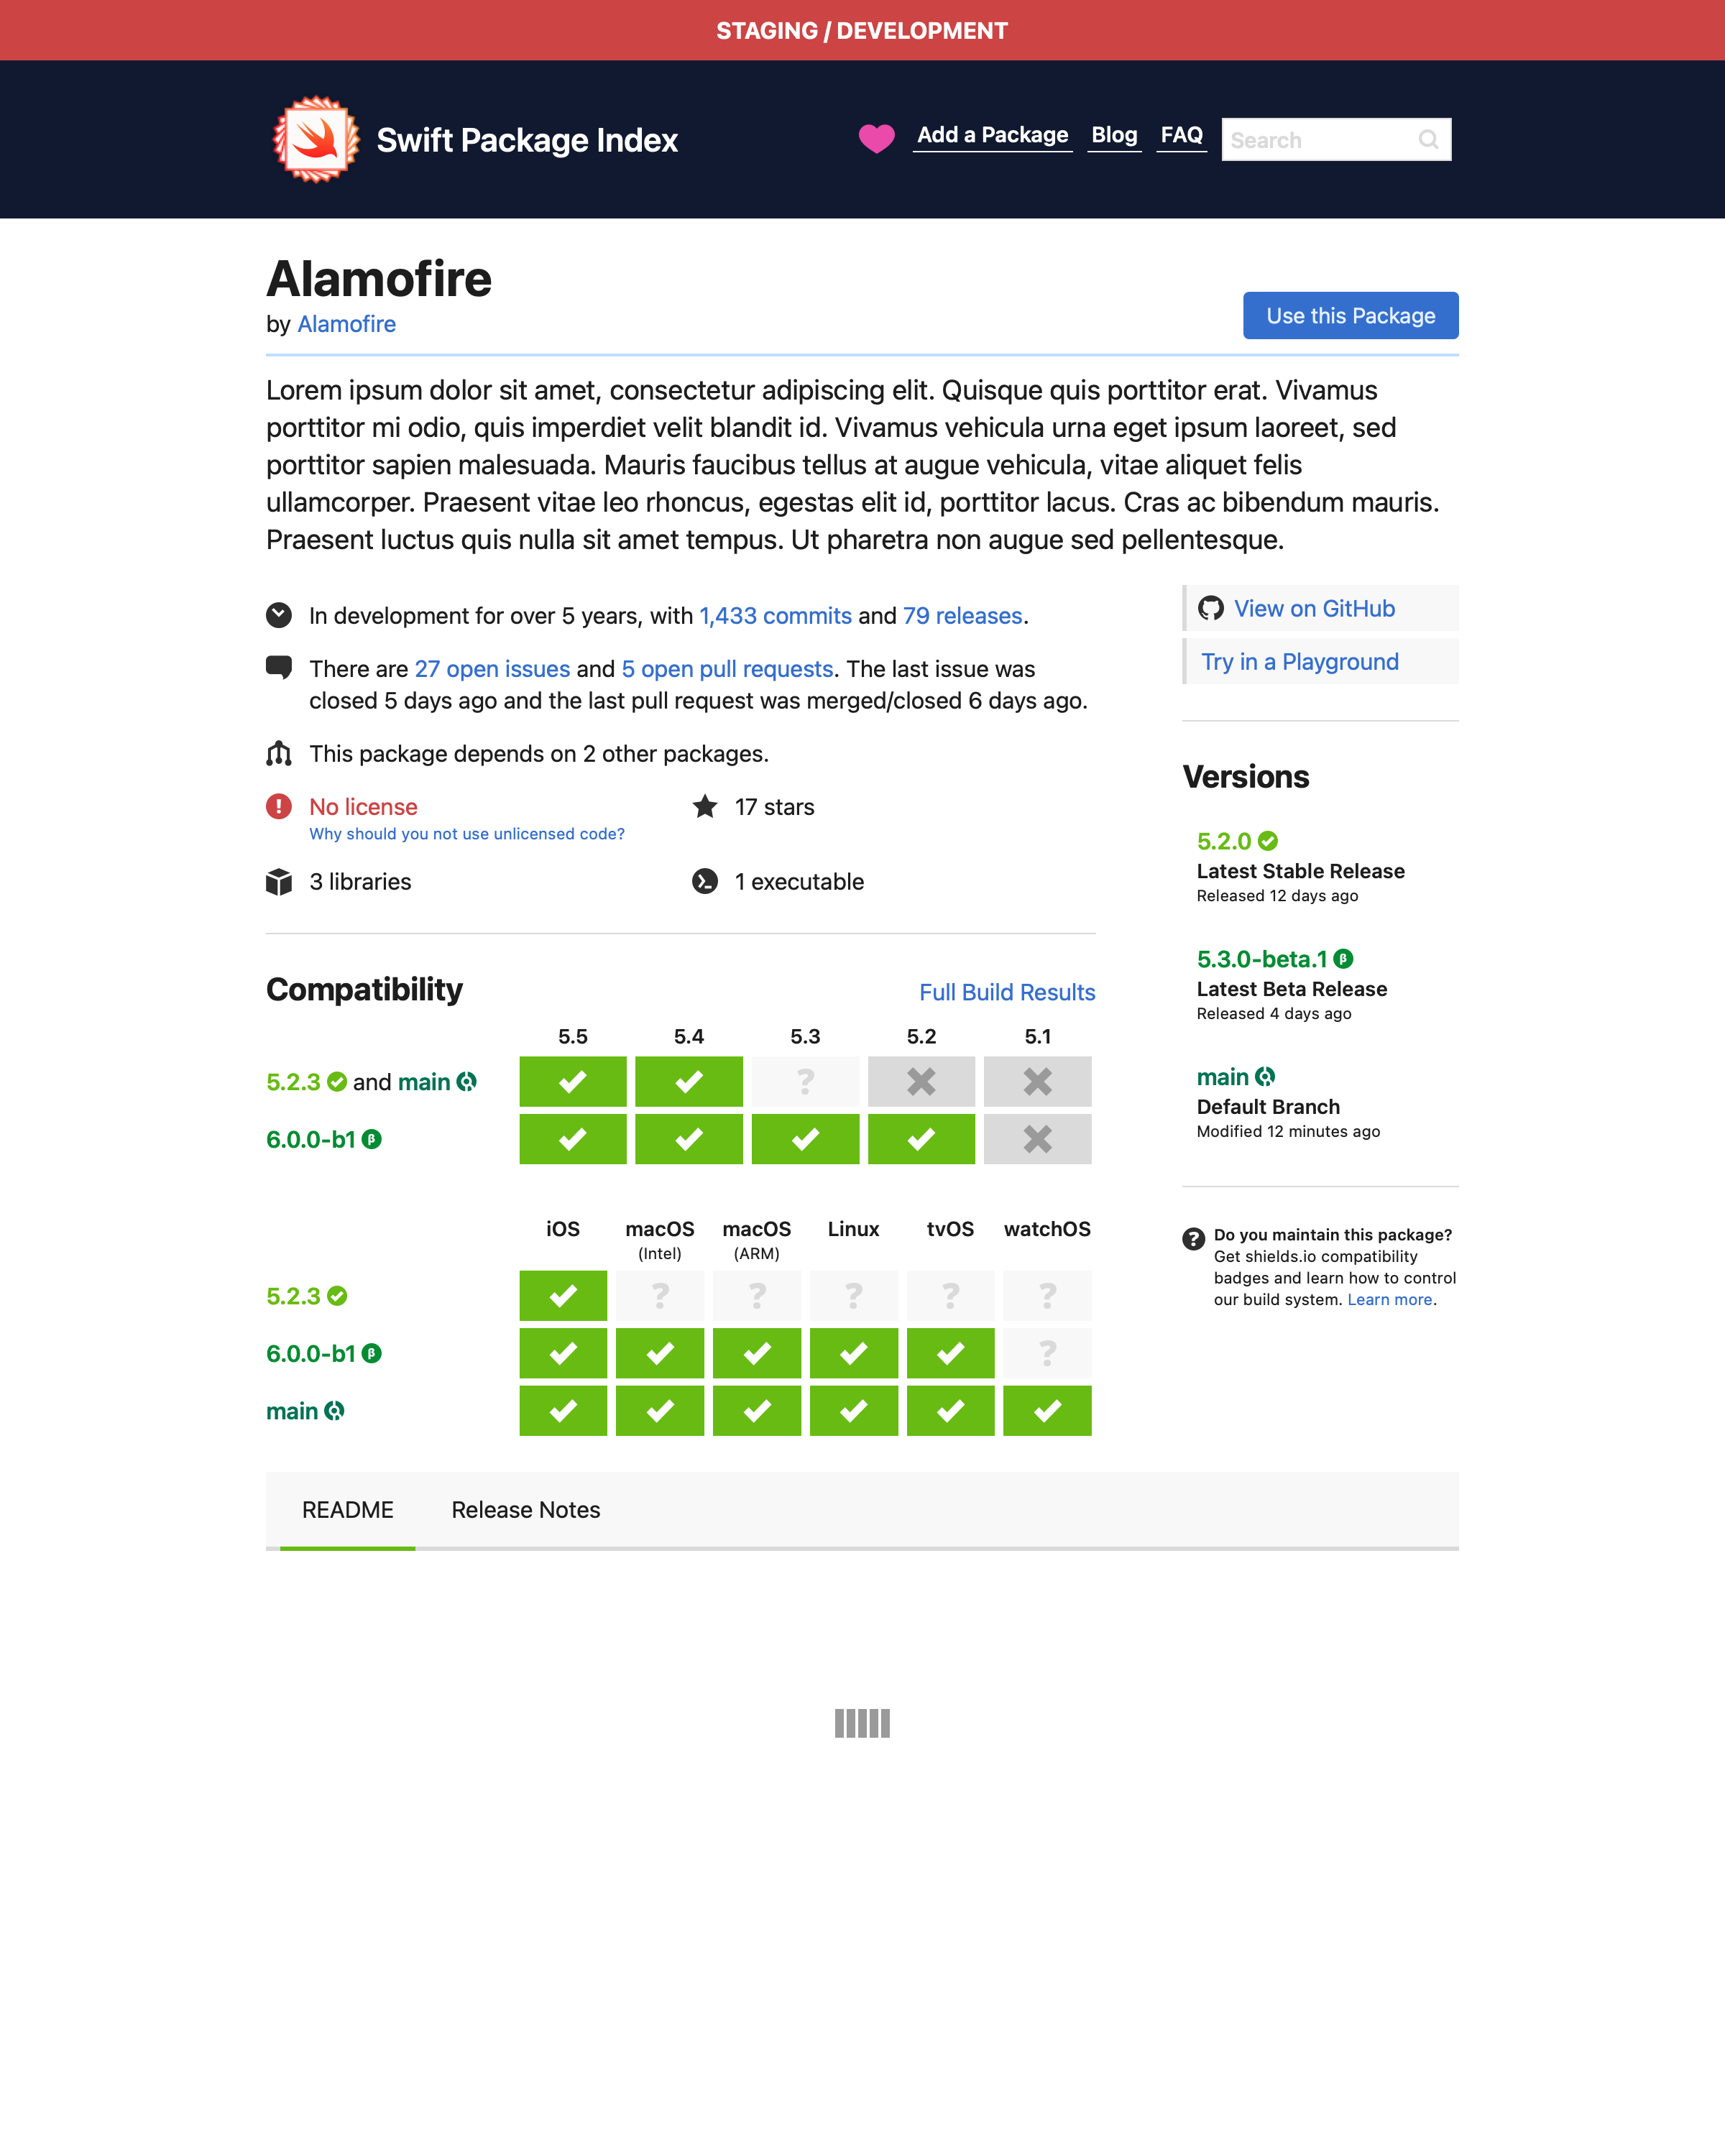 STAGING / DEVELOPMENT
Swift Package Index
Add a Package Blog FAQ Search
Alamofire
by Alamofire
Use this Package
Lorem ipsum dolor sit amet, consectetur adipiscing elit. Quisque quis porttitor erat. Vivamus
porttitor mi odio, quis imperdiet velit blandit id. Vivamus vehicula urna eget ipsum laoreet, sed
porttitor sapien malesuada. Mauris faucibus tellus at augue vehicula, vitae aliquet felis
ullamcorper. Praesent vitae leo rhoncus, egestas elit id, porttitor lacus. Cras ac bibendum mauris.
Praesent luctus quis nulla sit amet tempus. Ut pharetra non augue sed pellentesque.
In development for over 5 years, with 1,433 commits and 79 releases.
There are 27 open issues and 5 open pull requests. The last issue was
closed 5 days ago and the last pull request was merged/closed 6 days ago.
This package depends on 2 other packages.
No license
Why should you not use unlicensed code?
17 stars
3 libraries
1 executable
Compatibility
Full Build Results
5.5 5.4 5.3 5.2 5.1
5.2.3 and main ?
6.0.0-b1 β
iOS macOS macOS Linux tvOS watchOS
(Intel) (ARM)
5.2.3 ? ? ? ? ?
6.0.0-b1 β ?
main
View on GitHub
Try in a Playground
Versions
5.2.0
Latest Stable Release
Released 12 days ago
5.3.0-beta.1 β
Latest Beta Release
Released 4 days ago
main
Default Branch
Modified 12 minutes ago
Do you maintain this package?
Get shields.io compatibility
badges and learn how to control
our build system. Learn more.
README Release Notes